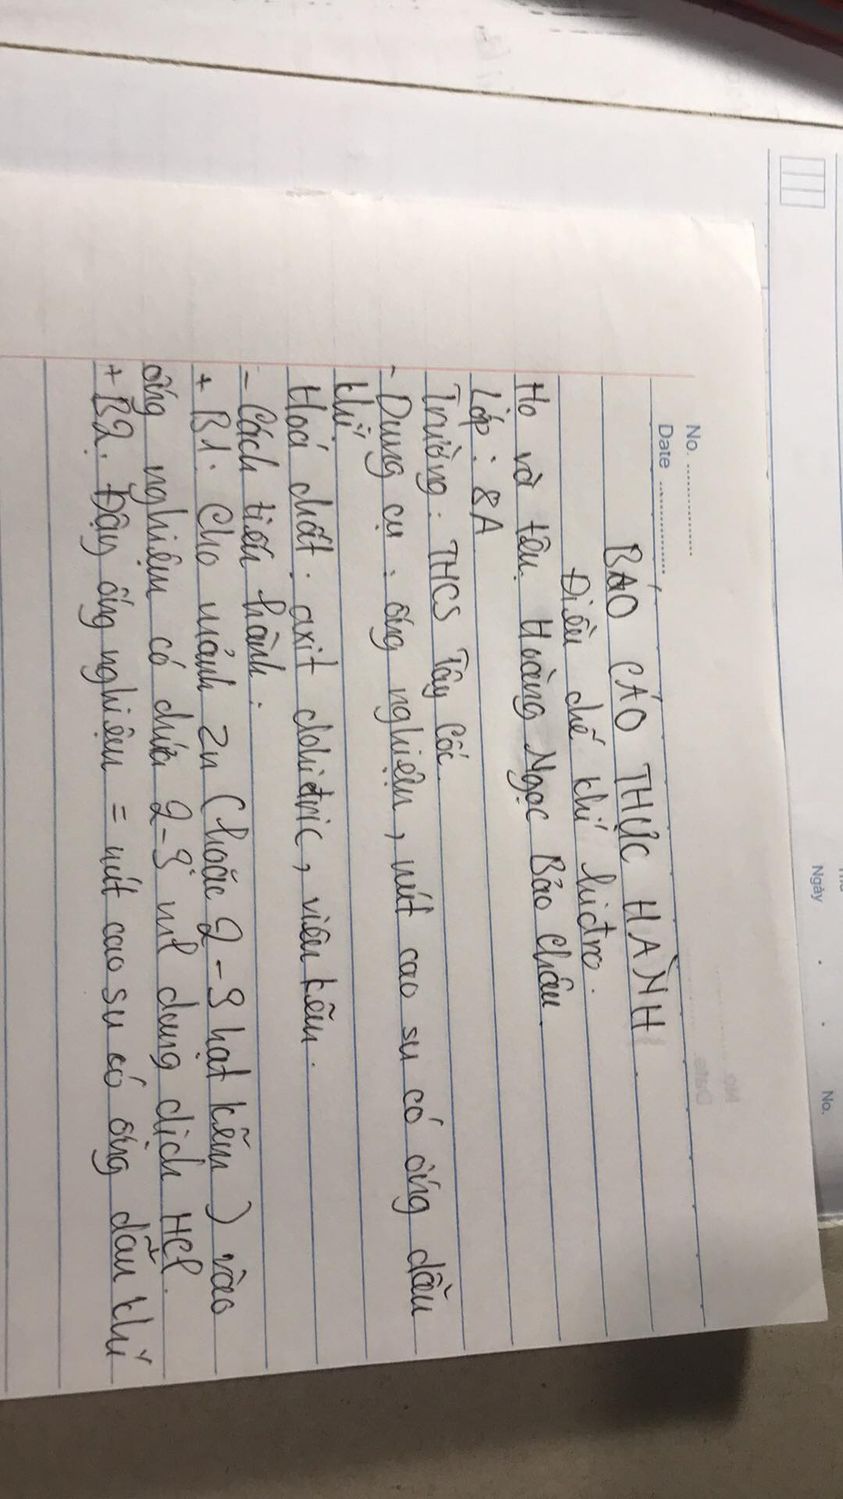 No. ................
Date ................
BÁO CÁO THỰC HÀNH
Điều chế khí hiđro.
Họ và tên: Hoàng Ngọc Bảo Châu
Lớp: 8A
Trường: THCS Tây Cốc
- Dụng cụ: ống nghiệm, nút cao su có ống dẫn
khí
Hoá chất: axit clohiđric, viên kẽm.
- Cách tiến hành:
+ B1: Cho mảnh Zn (hoặc 2-3 hạt kẽm) vào
ống nghiệm có chứa 2-3 ml dung dịch HCl.
+ B2: Đậy ống nghiệm = nút cao su có ống dẫn khí
Ngày
No.